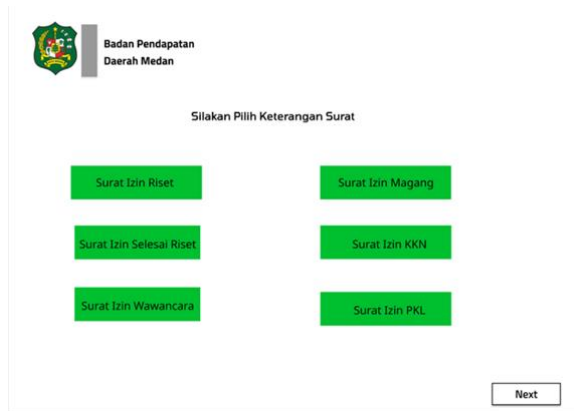 Badan Pendapatan
Daerah Medan
Silakan Pilih Keterangan Surat
Surat Izin Riset
Surat Izin Magang
Surat Izin Selesai Riset
Surat Izin KKN
Surat Izin Wawancara
Surat Izin PKL
Next